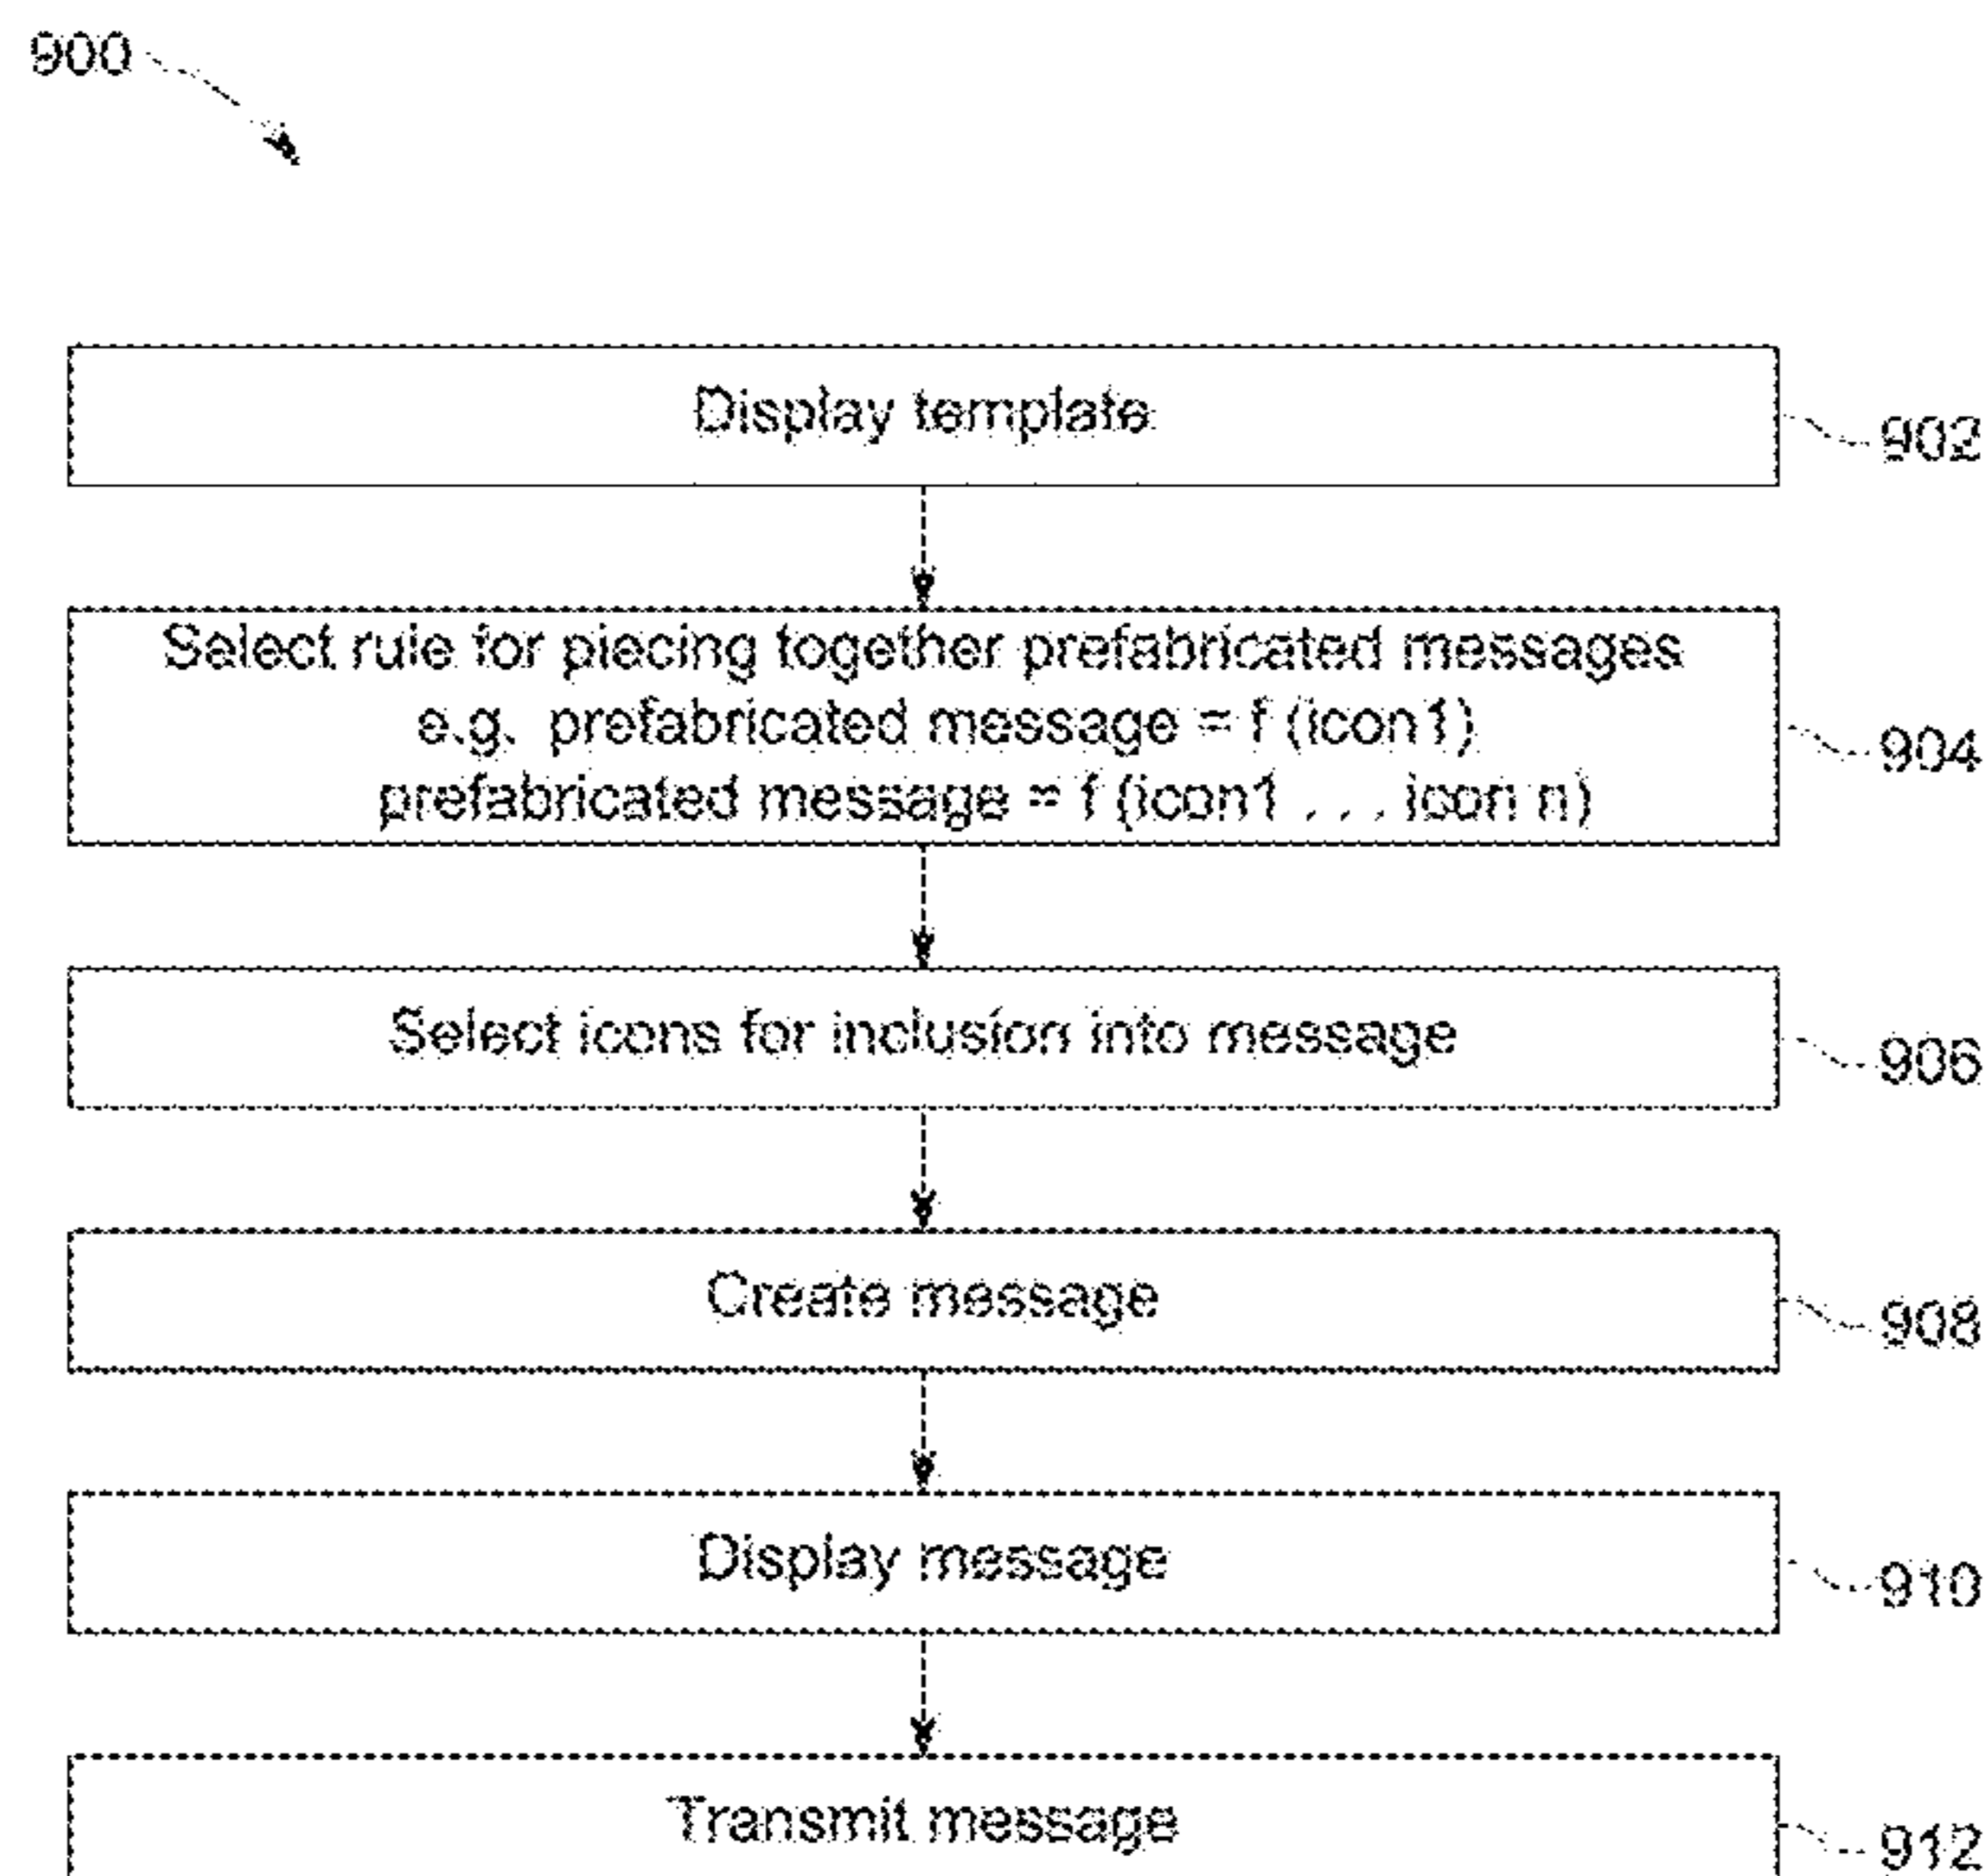 900
Display template
902
Select rule for piecing together prefabricated messages
e.g. prefabricated message = f (icon1)
prefabricated message = f (icon1 . . . icon n)
904
Select icons for inclusion into message
906
Create message
908
Display message
910
Transmit message
912